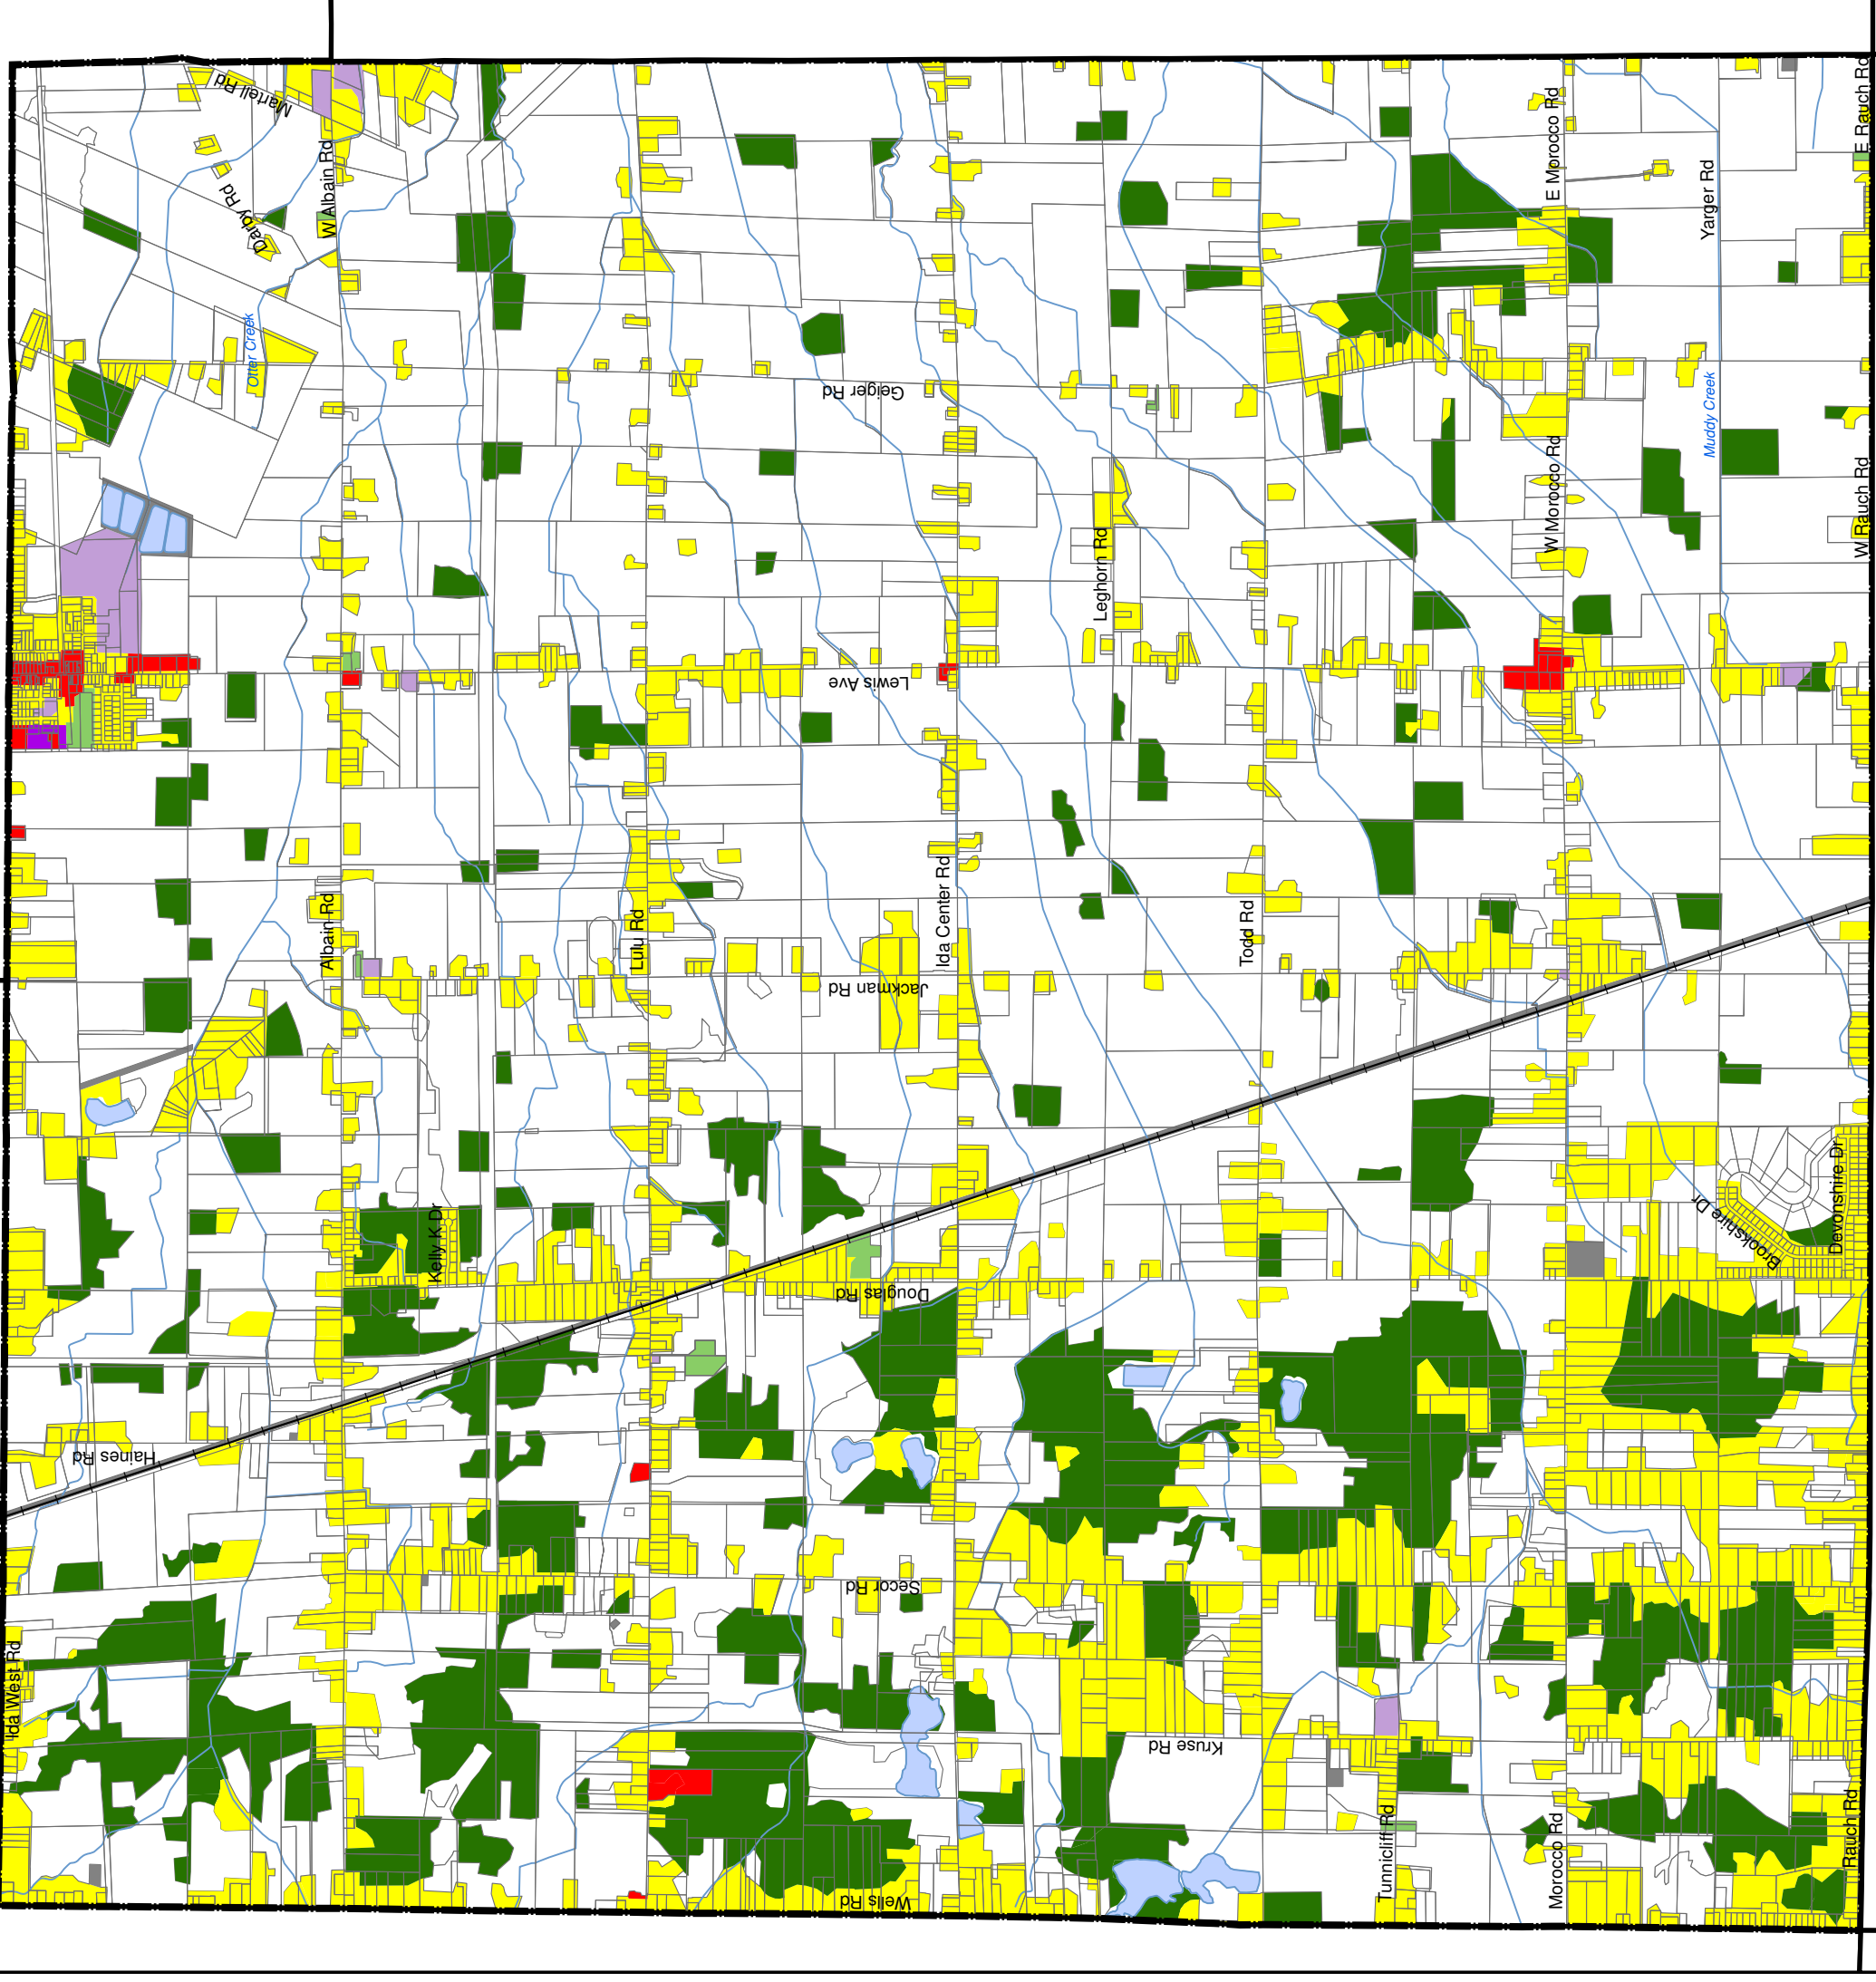 Martell Rd
W Albain Rd
Darby Rd
E Morocco Rd
Yarger Rd
E Rauch Rd
Otter Creek
Geiger Rd
Muddy Creek
W Morocco Rd
W Rauch Rd
Leghorn Rd
Lewis Ave
Albain Rd
Lulu Rd
Ida Center Rd
Todd Rd
Jackman Rd
Kelly K Dr
Brookshire Dr
Devonshire Dr
Douglas Rd
Haines Rd
Secor Rd
Ida West Rd
Kruse Rd
Tunnicliff Rd
Morocco Rd
Rauch Rd
Wells Rd